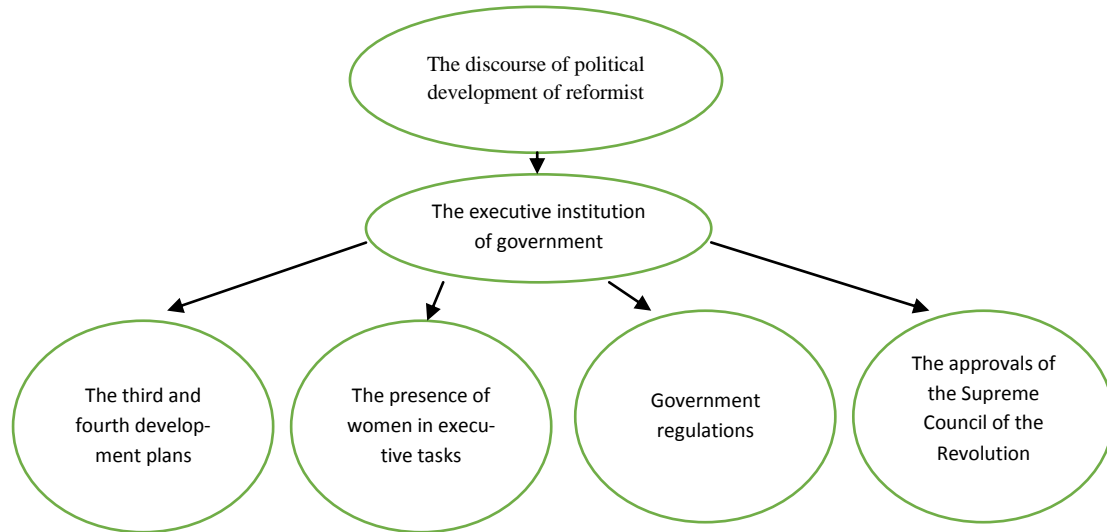 The discourse of political
development of reformist
The executive institution
of government
The third and
fourth develop-
ment plans
The presence of
women in execu-
tive tasks
Government
regulations
The approvals of
the Supreme
Council of the
Revolution